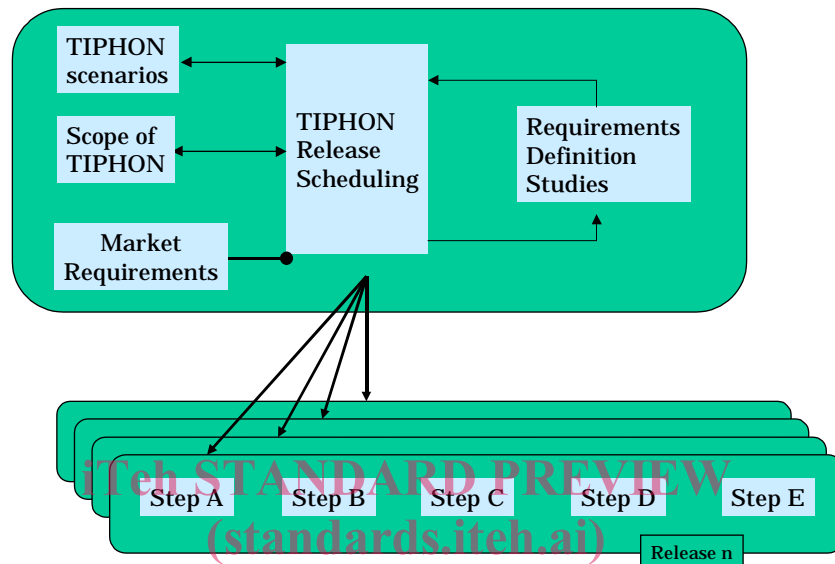 TIPHON
scenarios
Scope of
TIPHON
Market
Requirements
TIPHON
Release
Scheduling
Requirements
Definition
Studies
iTeh STANDARD PREVIEW
Step A
Step B
Step C
Step D
Step E
(standards.iteh.ai)
Release n